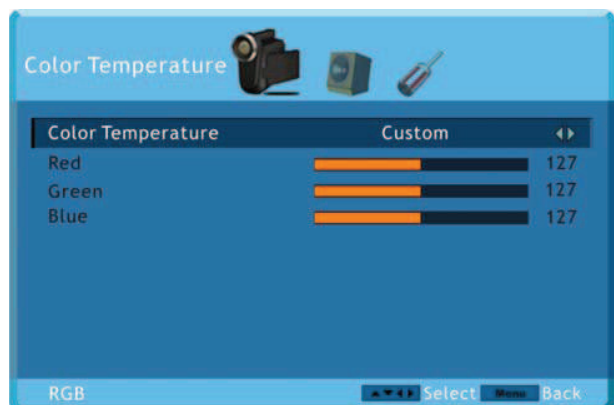 Color Temperature
Color Temperature Custom
Red 127
Green 127
Blue 127
RGB Select Menu Back